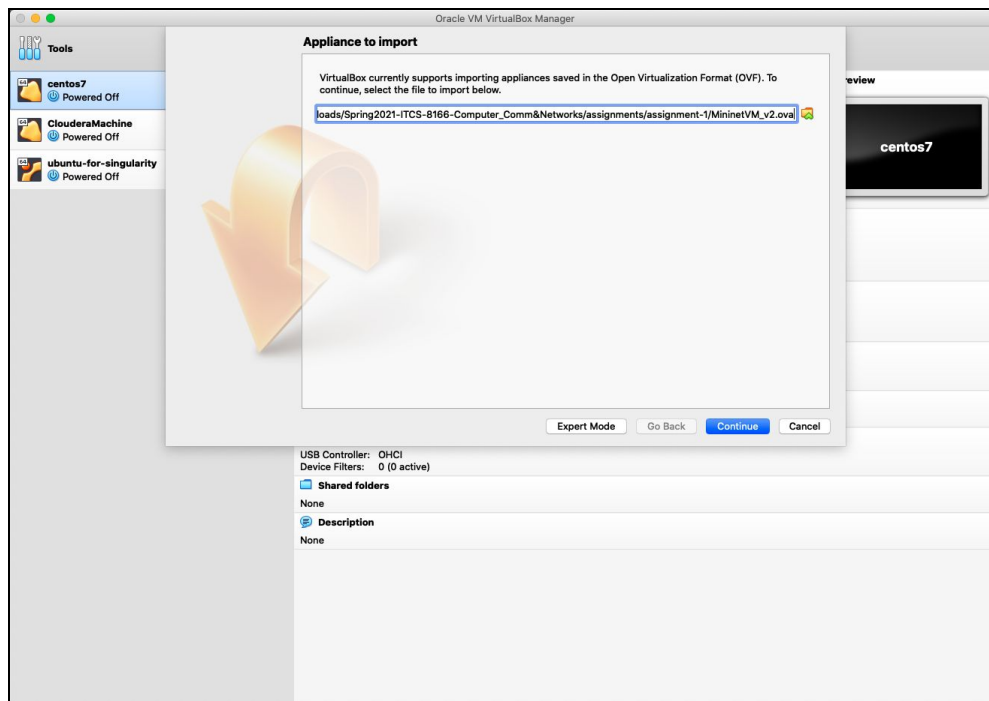 Oracle VM VirtualBox Manager
Tools
Appliance to import
centos7
Powered Off
ClouderaMachine
Powered Off
ubuntu-for-singularity
Powered Off
VirtualBox currently supports importing appliances saved in the Open Virtualization Format (OVF). To
continue, select the file to import below.
loads/Spring2021-ITCS-8166-Computer_Comm&Networks/assignments/assignment-1/MininetVM_v2.ova
review
centos7
Expert Mode
Go Back
Continue
Cancel
USB Controller: OHCI
Device Filters: 0 (0 active)
Shared folders
None
Description
None